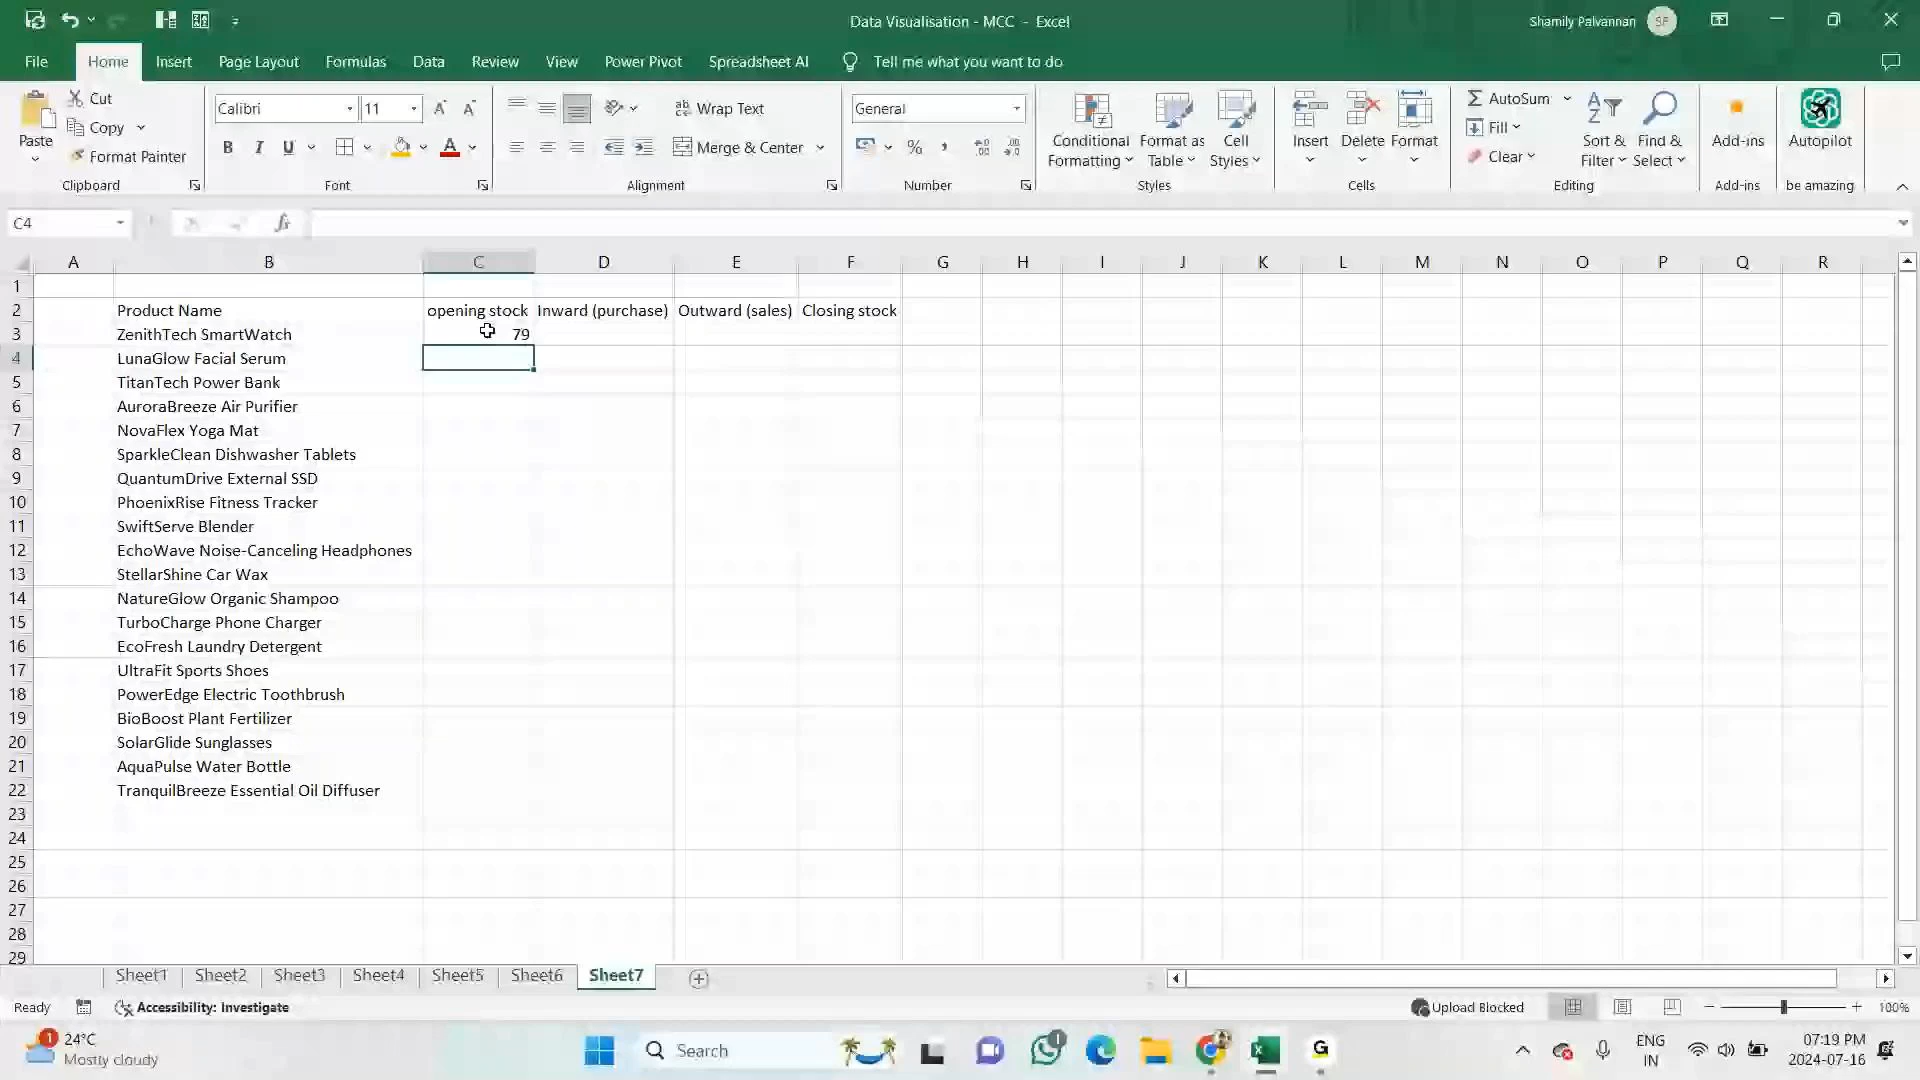 Data Visualisation - MCC - Excel
Shamily Palvannan
SF
File
Home
Insert
Page Layout
Formulas
Data
Review
View
Power Pivot
Spreadsheet AI
Tell me what you want to do
Paste
Cut
Copy
Format Painter
Clipboard
Calibri
11
B I U
Font
Wrap Text
Merge & Center
Alignment
General
Number
Conditional Formatting
Format as Table
Cell Styles
Styles
Insert
Delete
Format
Cells
AutoSum
Fill
Clear
Sort & Filter
Find & Select
Editing
Add-ins
Add-ins
Autopilot
be amazing
C4
fx
A B C D E F G H I J K L M N O P Q R
1
2 Product Name opening stock Inward (purchase) Outward (sales) Closing stock
3 ZenithTech SmartWatch 79
4 LunaGlow Facial Serum
5 TitanTech Power Bank
6 AuroraBreeze Air Purifier
7 NovaFlex Yoga Mat
8 SparkleClean Dishwasher Tablets
9 QuantumDrive External SSD
10 PhoenixRise Fitness Tracker
11 SwiftServe Blender
12 EchoWave Noise-Canceling Headphones
13 StellarShine Car Wax
14 NatureGlow Organic Shampoo
15 TurboCharge Phone Charger
16 EcoFresh Laundry Detergent
17 UltraFit Sports Shoes
18 PowerEdge Electric Toothbrush
19 BioBoost Plant Fertilizer
20 SolarGlide Sunglasses
21 AquaPulse Water Bottle
22 TranquilBreeze Essential Oil Diffuser
23
24
25
26
27
28
29
Sheet1 Sheet2 Sheet3 Sheet4 Sheet5 Sheet6 Sheet7
Ready
Accessibility: Investigate
Upload Blocked
100%
1
24°C
Mostly cloudy
Search
1
ENG
IN
07:19 PM
2024-07-16